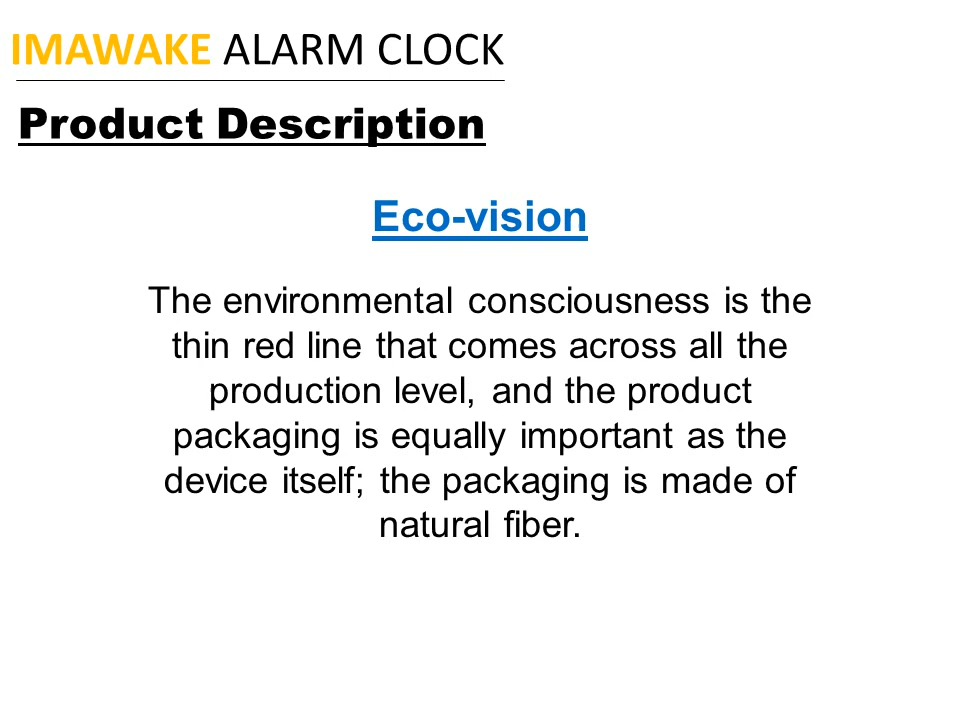 IMAWAKE ALARM CLOCK
Product Description
Eco-vision
The environmental consciousness is the
thin red line that comes across all the
production level, and the product
packaging is equally important as the
device itself; the packaging is made of
natural fiber.